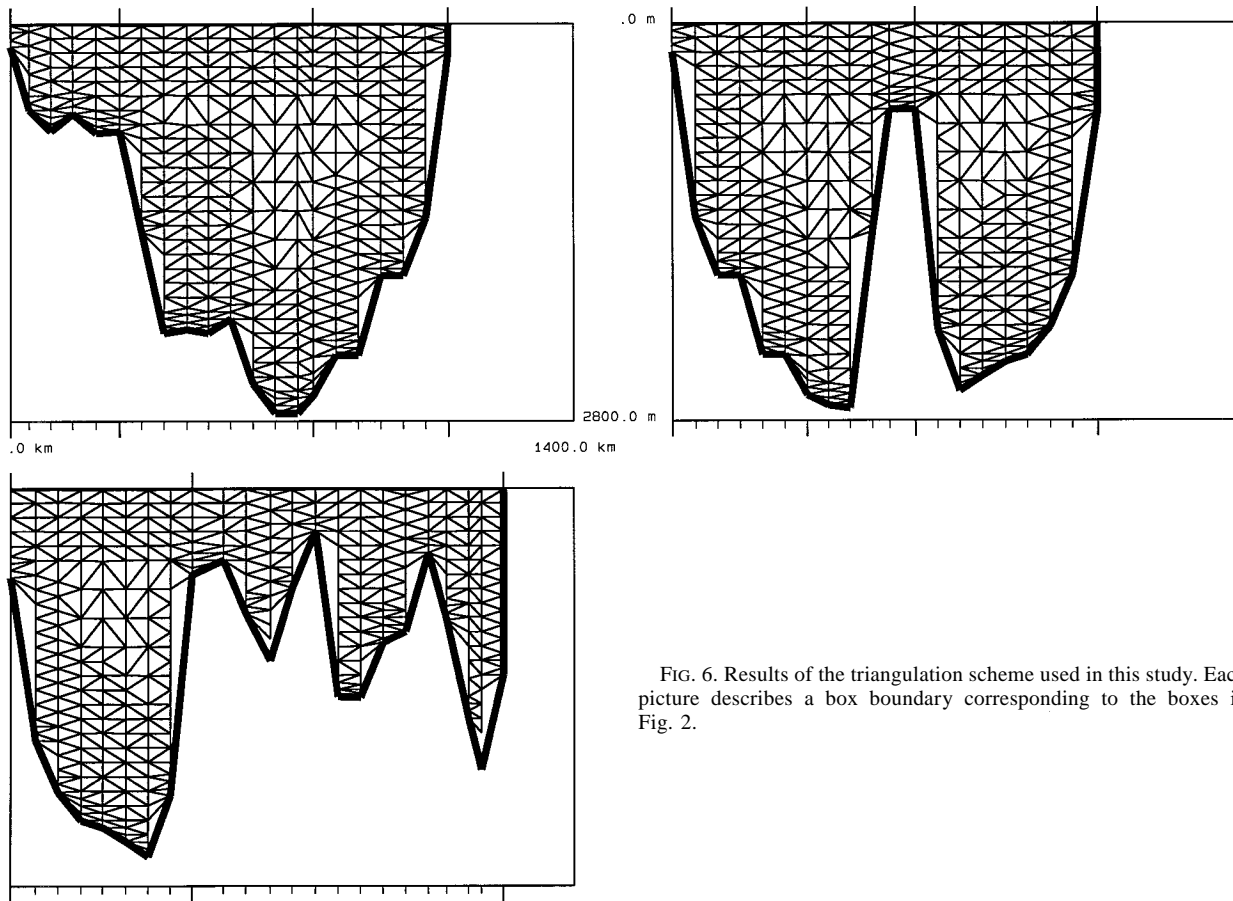 .0 m
2800.0 m
.0 km
1400.0 km
FIG. 6. Results of the triangulation scheme used in this study. Eac
picture describes a box boundary corresponding to the boxes i
Fig. 2.